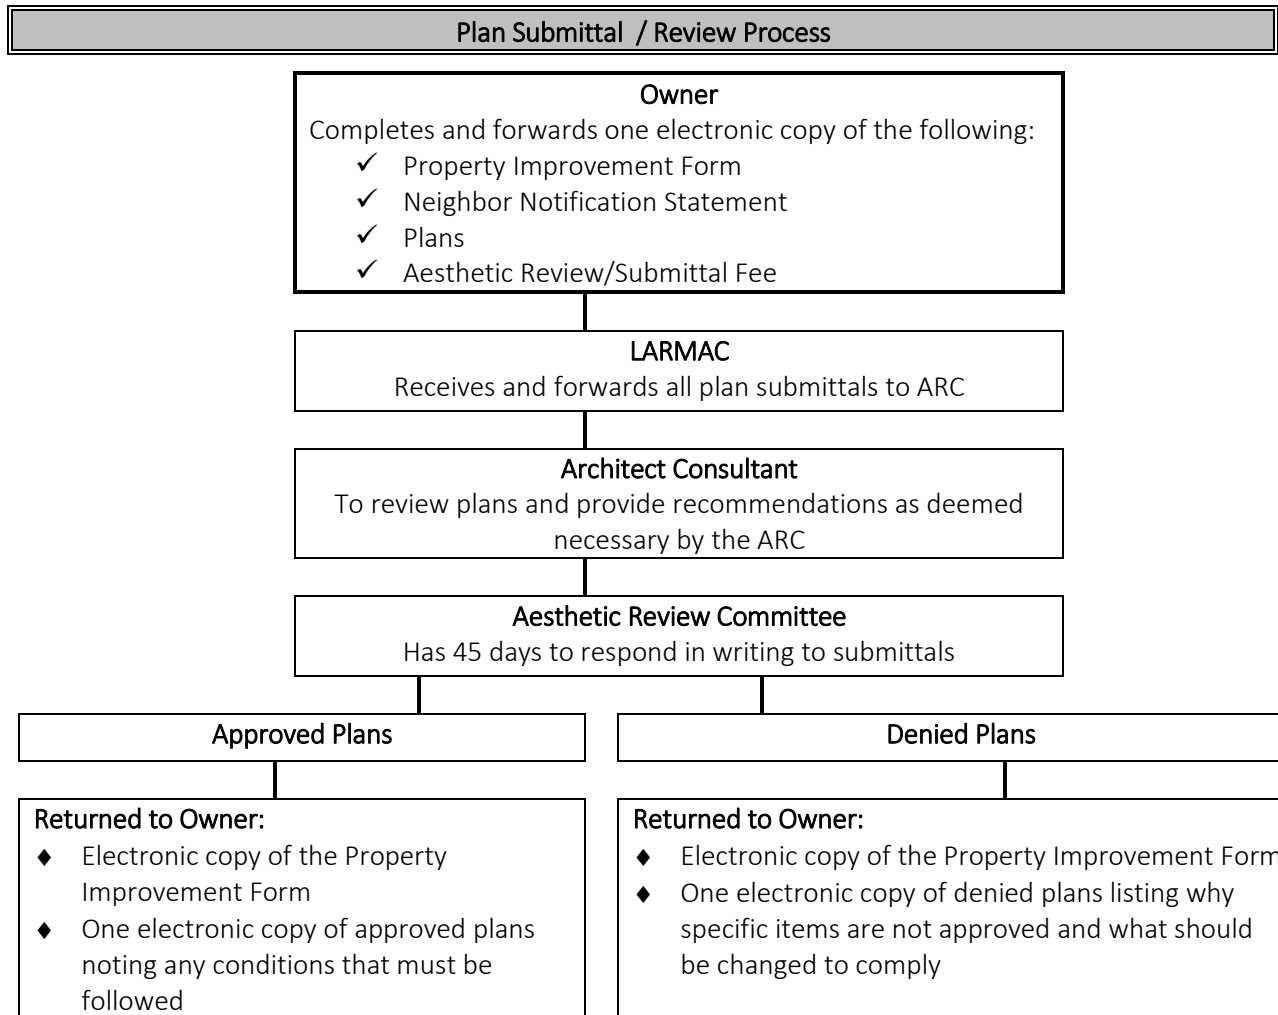 Plan Submittal / Review Process
Owner
Completes and forwards one electronic copy of the following:
✓ Property Improvement Form
✓ Neighbor Notification Statement
✓ Plans
✓ Aesthetic Review/Submittal Fee
LARMAC
Receives and forwards all plan submittals to ARC
Architect Consultant
To review plans and provide recommendations as deemed
necessary by the ARC
Aesthetic Review Committee
Has 45 days to respond in writing to submittals
Approved Plans
Denied Plans
Returned to Owner:
♦ Electronic copy of the Property
Improvement Form
♦ One electronic copy of approved plans
noting any conditions that must be
followed
Returned to Owner:
♦ Electronic copy of the Property Improvement Form
♦ One electronic copy of denied plans listing why
specific items are not approved and what should
be changed to comply